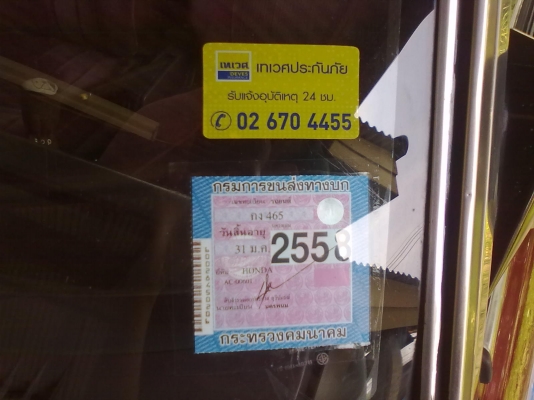 เทเวศ
DEVES
เทเวศประกันภัย
รับแจ้งอุบัติเหตุ 24 ชม.
02 670 4455
กรมการขนส่งทางบก
กง 465
วันสิ้นอายุ
31 ม.ค. 2558
HONDA
กระทรวงคมนาคม